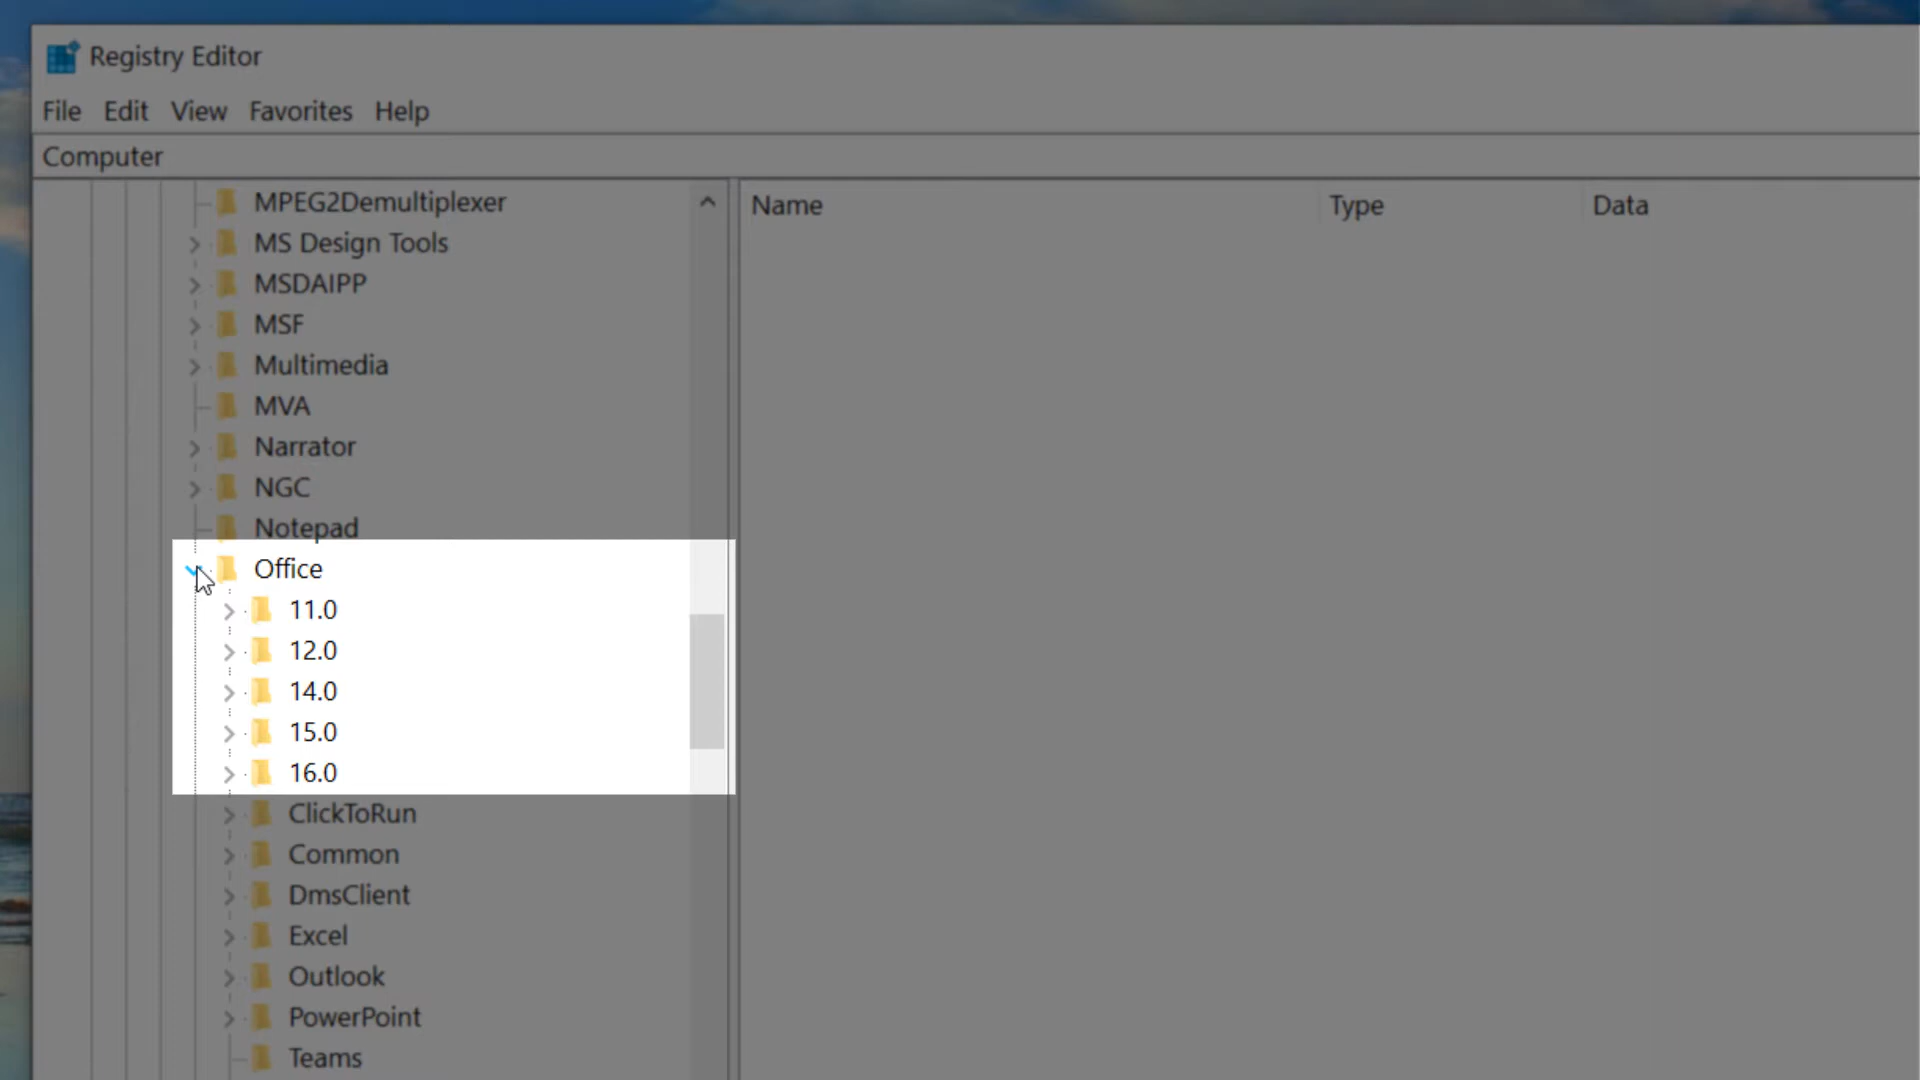 Registry Editor
File Edit View Favorites Help
Computer
Name Type Data
MPEG2Demultiplexer
MS Design Tools
MSDAIPP
MSF
Multimedia
MVA
Narrator
NGC
Notepad
Office
11.0
12.0
14.0
15.0
16.0
ClickToRun
Common
DmsClient
Excel
Outlook
PowerPoint
Teams